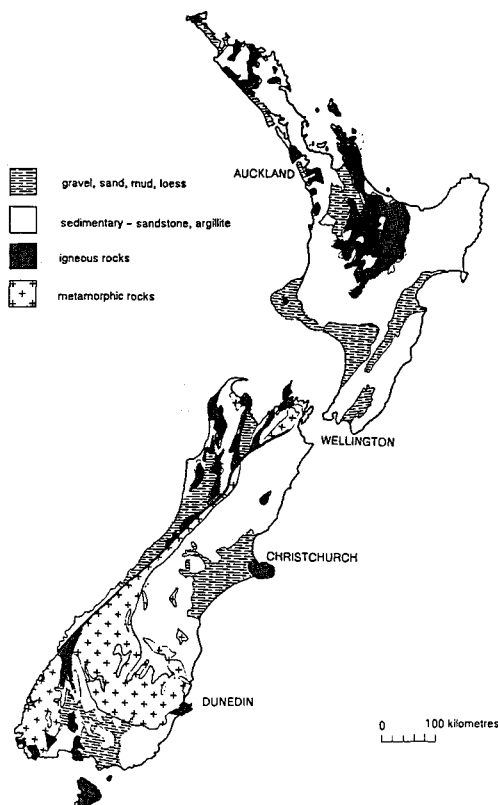 AUCKLAND
gravel, sand, mud, loess
sedimentary – sandstone, argillite
igneous rocks
metamorphic rocks
WELLINGTON
CHRISTCHURCH
DUNEDIN
0 100 kilometres